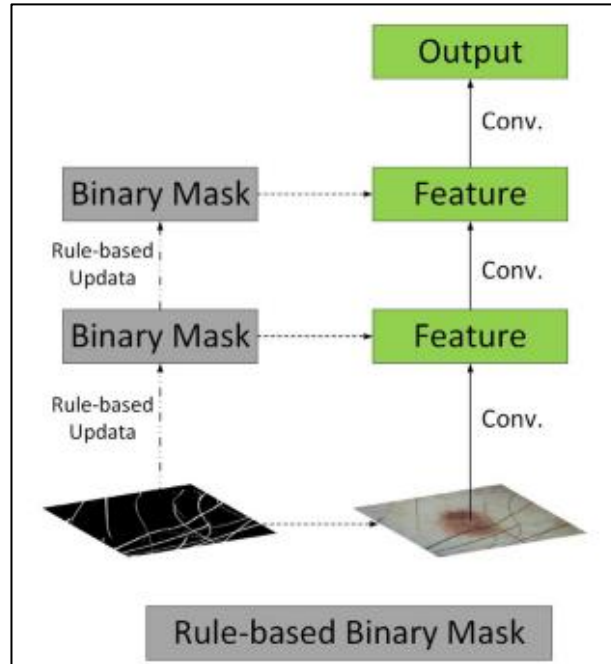 Output
Conv.
Binary Mask
Feature
Rule-based
Updata
Conv.
Binary Mask
Feature
Rule-based
Updata
Conv.
Rule-based Binary Mask